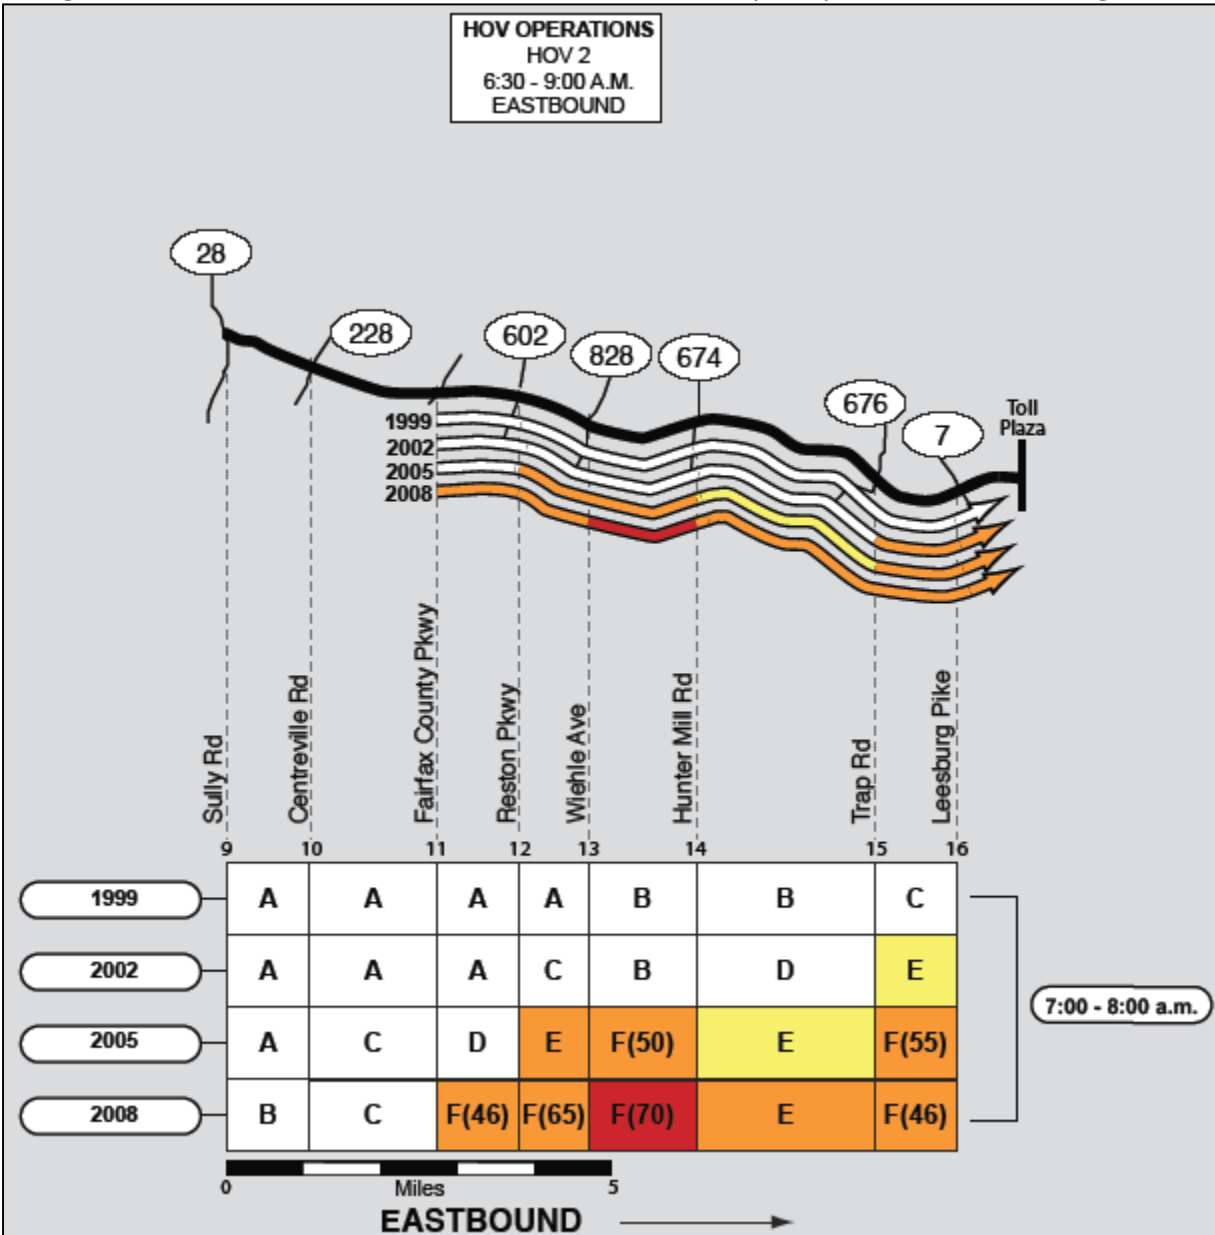 HOV OPERATIONS
HOV 2
6:30 - 9:00 A.M.
EASTBOUND
28
228
602
828
674
676
7
Toll
Plaza
1999
2002
2005
2008
Sully Rd
Centreville Rd
Fairfax County Pkwy
Reston Pkwy
Wiehle Ave
Hunter Mill Rd
Trap Rd
Leesburg Pike
9 10 11 12 13 14 15 16
1999 A A A A B B C
2002 A A A C B D E
2005 A C D E F(50) E F(55)
2008 B C F(46) F(65) F(70) E F(46)
7:00 - 8:00 a.m.
0 Miles 5
EASTBOUND